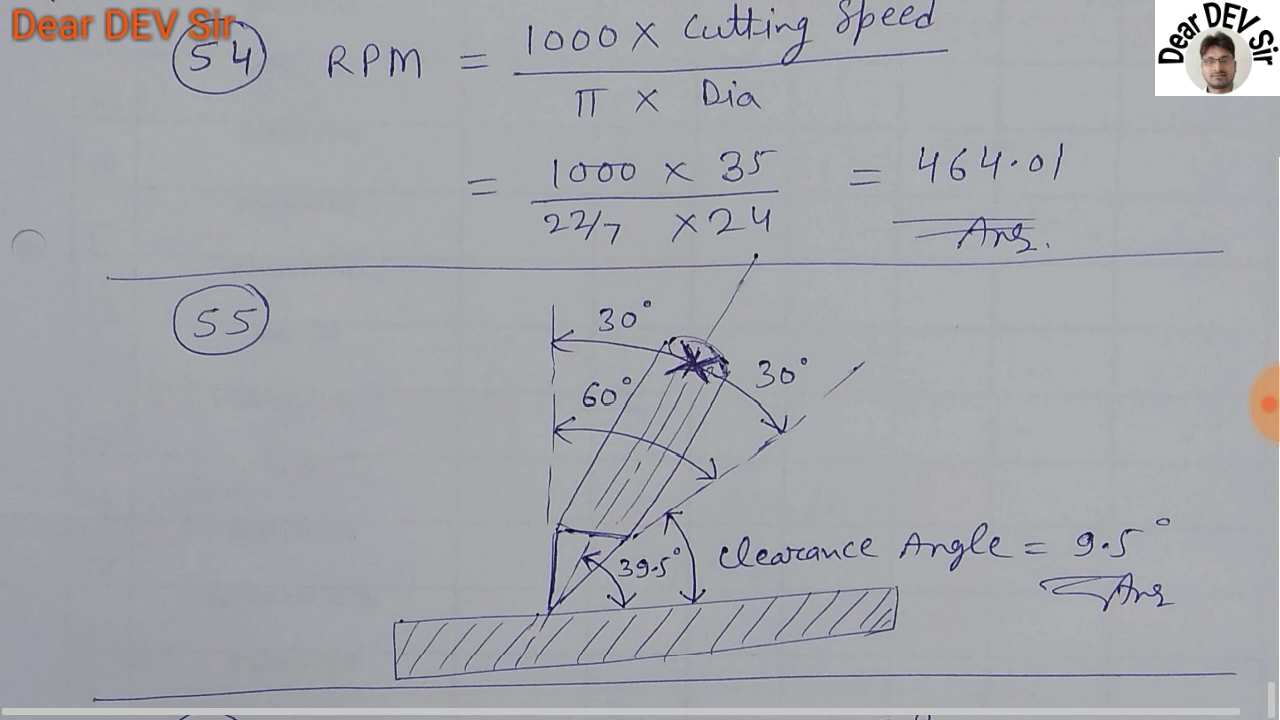 Dear DEV Sir
Dear DEV Sir
54 RPM = 1000 x Cutting Speed
π x Dia
= 1000 x 35 = 464.01
22/7 x 24
Ans.
55
30°
30°
60°
39.5°
Clearance Angle = 9.5°
Ans